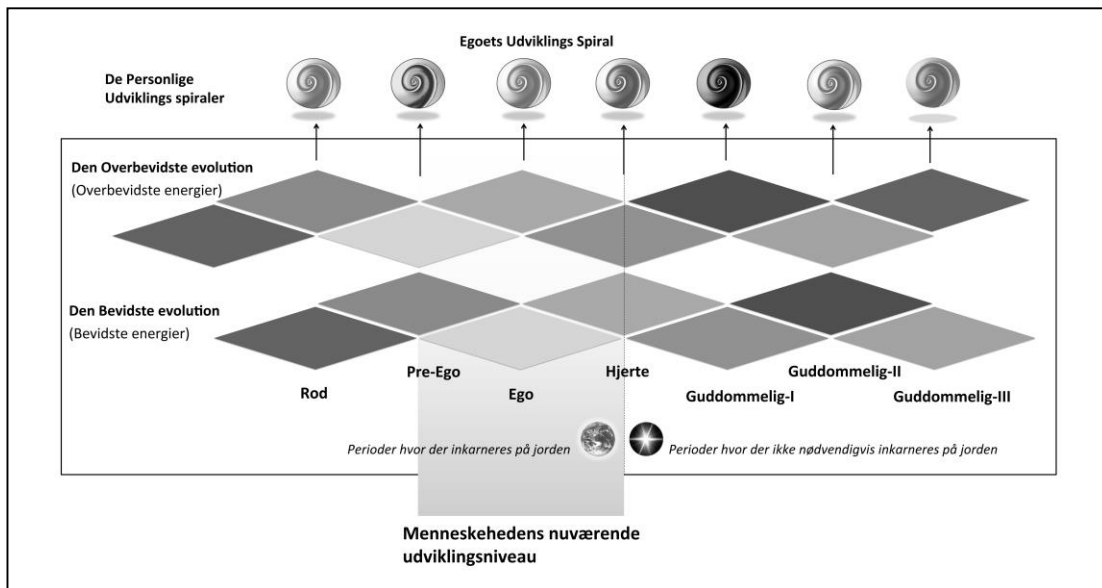 Egoets Udviklings Spiral
De Personlige
Udviklings spiraler
Den Overbevidste evolution
(Overbevidste energier)
Den Bevidste evolution
(Bevidste energier)
Rod
Pre-Ego
Ego
Hjerte
Guddommelig-I
Guddommelig-II
Guddommelig-III
Perioder hvor der inkarneres på jorden
Perioder hvor der ikke nødvendigvis inkarneres på jorden
Menneskehedens nuværende
udviklingsniveau